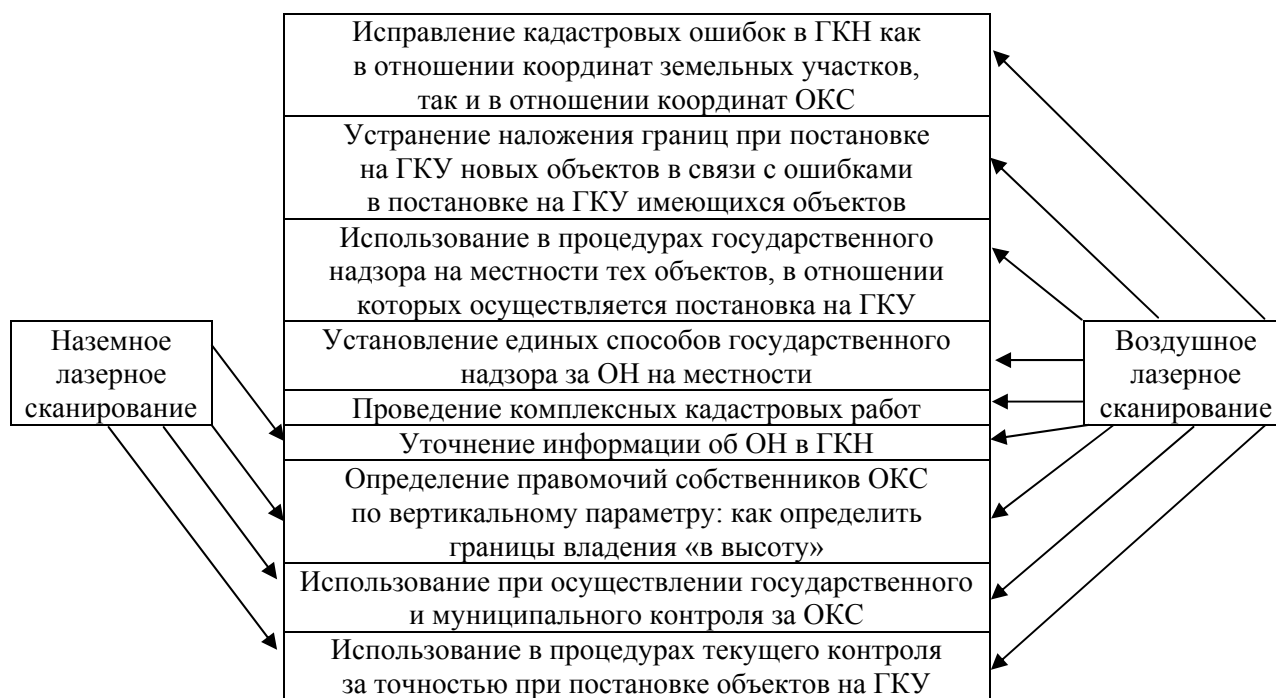 Исправление кадастровых ошибок в ГКН как
в отношении координат земельных участков,
так и в отношении координат ОКС
Устранение наложения границ при постановке
на ГКУ новых объектов в связи с ошибками
в постановке на ГКУ имеющихся объектов
Использование в процедурах государственного
надзора на местности тех объектов, в отношении
которых осуществляется постановка на ГКУ
Наземное
лазерное
сканирование
Установление единых способов государственного
надзора за ОН на местности
Проведение комплексных кадастровых работ
Уточнение информации об ОН в ГКН
Воздушное
лазерное
сканирование
Определение правомочий собственников ОКС
по вертикальному параметру: как определить
границы владения «в высоту»
Использование при осуществлении государственного
и муниципального контроля за ОКС
Использование в процедурах текущего контроля
за точностью при постановке объектов на ГКУ